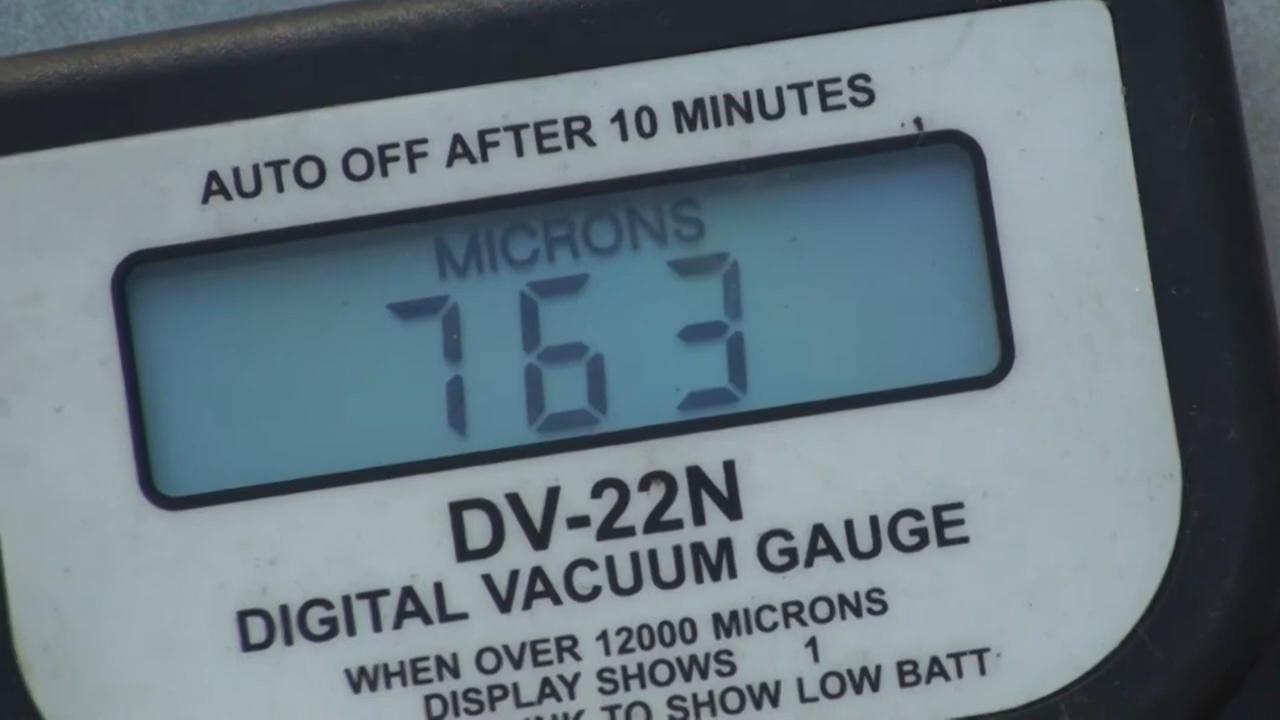 AUTO OFF AFTER 10 MINUTES
MICRONS
763
DV-22N
DIGITAL VACUUM GAUGE
WHEN OVER 12000 MICRONS
DISPLAY SHOWS 1
TO SHOW LOW BATT